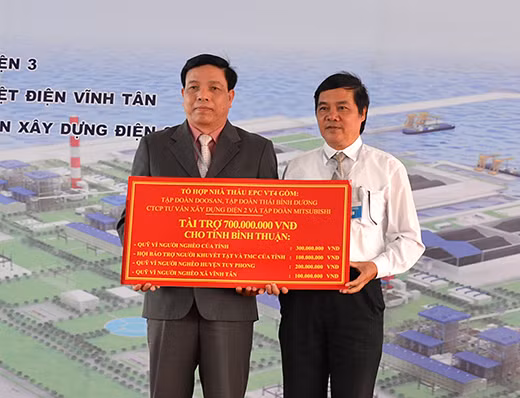 ỆN 3
ỆT ĐIỆN VĨNH TÂN
N XÂY DỰNG ĐIỆN 2
TỔ HỢP NHÀ THẦU EPC VT4 GỒM:
TẬP ĐOÀN DOOSAN, TẬP ĐOÀN THÁI BÌNH DƯƠNG
CTCP TƯ VẤN XÂY DỰNG ĐIỆN 2 VÀ TẬP ĐOÀN MITSUBISHI
TÀI TRỢ 700.000.000 VNĐ
CHO TỈNH BÌNH THUẬN:
- QUỸ VÌ NGƯỜI NGHÈO CỦA TỈNH : 300.000.000 VNĐ
- HỘI BẢO TRỢ NGƯỜI KHUYẾT TẬT VÀ TMC CỦA TỈNH : 100.000.000 VNĐ
- QUỸ VÌ NGƯỜI NGHÈO HUYỆN TUY PHONG : 200.000.000 VNĐ
- QUỸ VÌ NGƯỜI NGHÈO XÃ VĨNH TÂN : 100.000.000 VNĐ